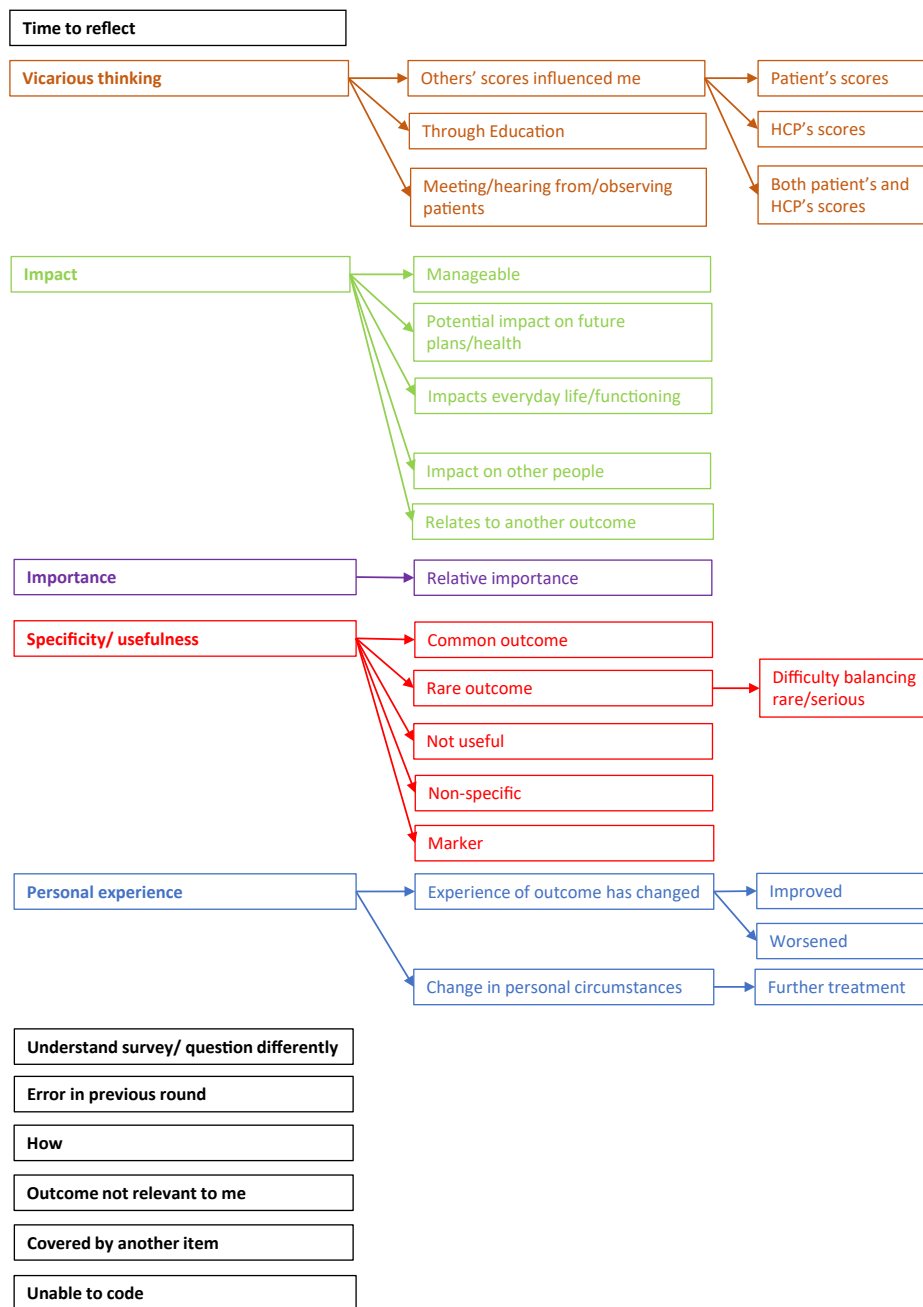 Time to reflect
Vicarious thinking
Others' scores influenced me
Patient's scores
Through Education
HCP's scores
Meeting/hearing from/observing
patients
Both patient's and
HCP's scores
Impact
Manageable
Potential impact on future
plans/health
Impacts everyday life/functioning
Impact on other people
Relates to another outcome
Importance
Relative importance
Specificity/ usefulness
Common outcome
Rare outcome
Difficulty balancing
rare/serious
Not useful
Non-specific
Marker
Personal experience
Experience of outcome has changed
Improved
Worsened
Change in personal circumstances
Further treatment
Understand survey/ question differently
Error in previous round
How
Outcome not relevant to me
Covered by another item
Unable to code